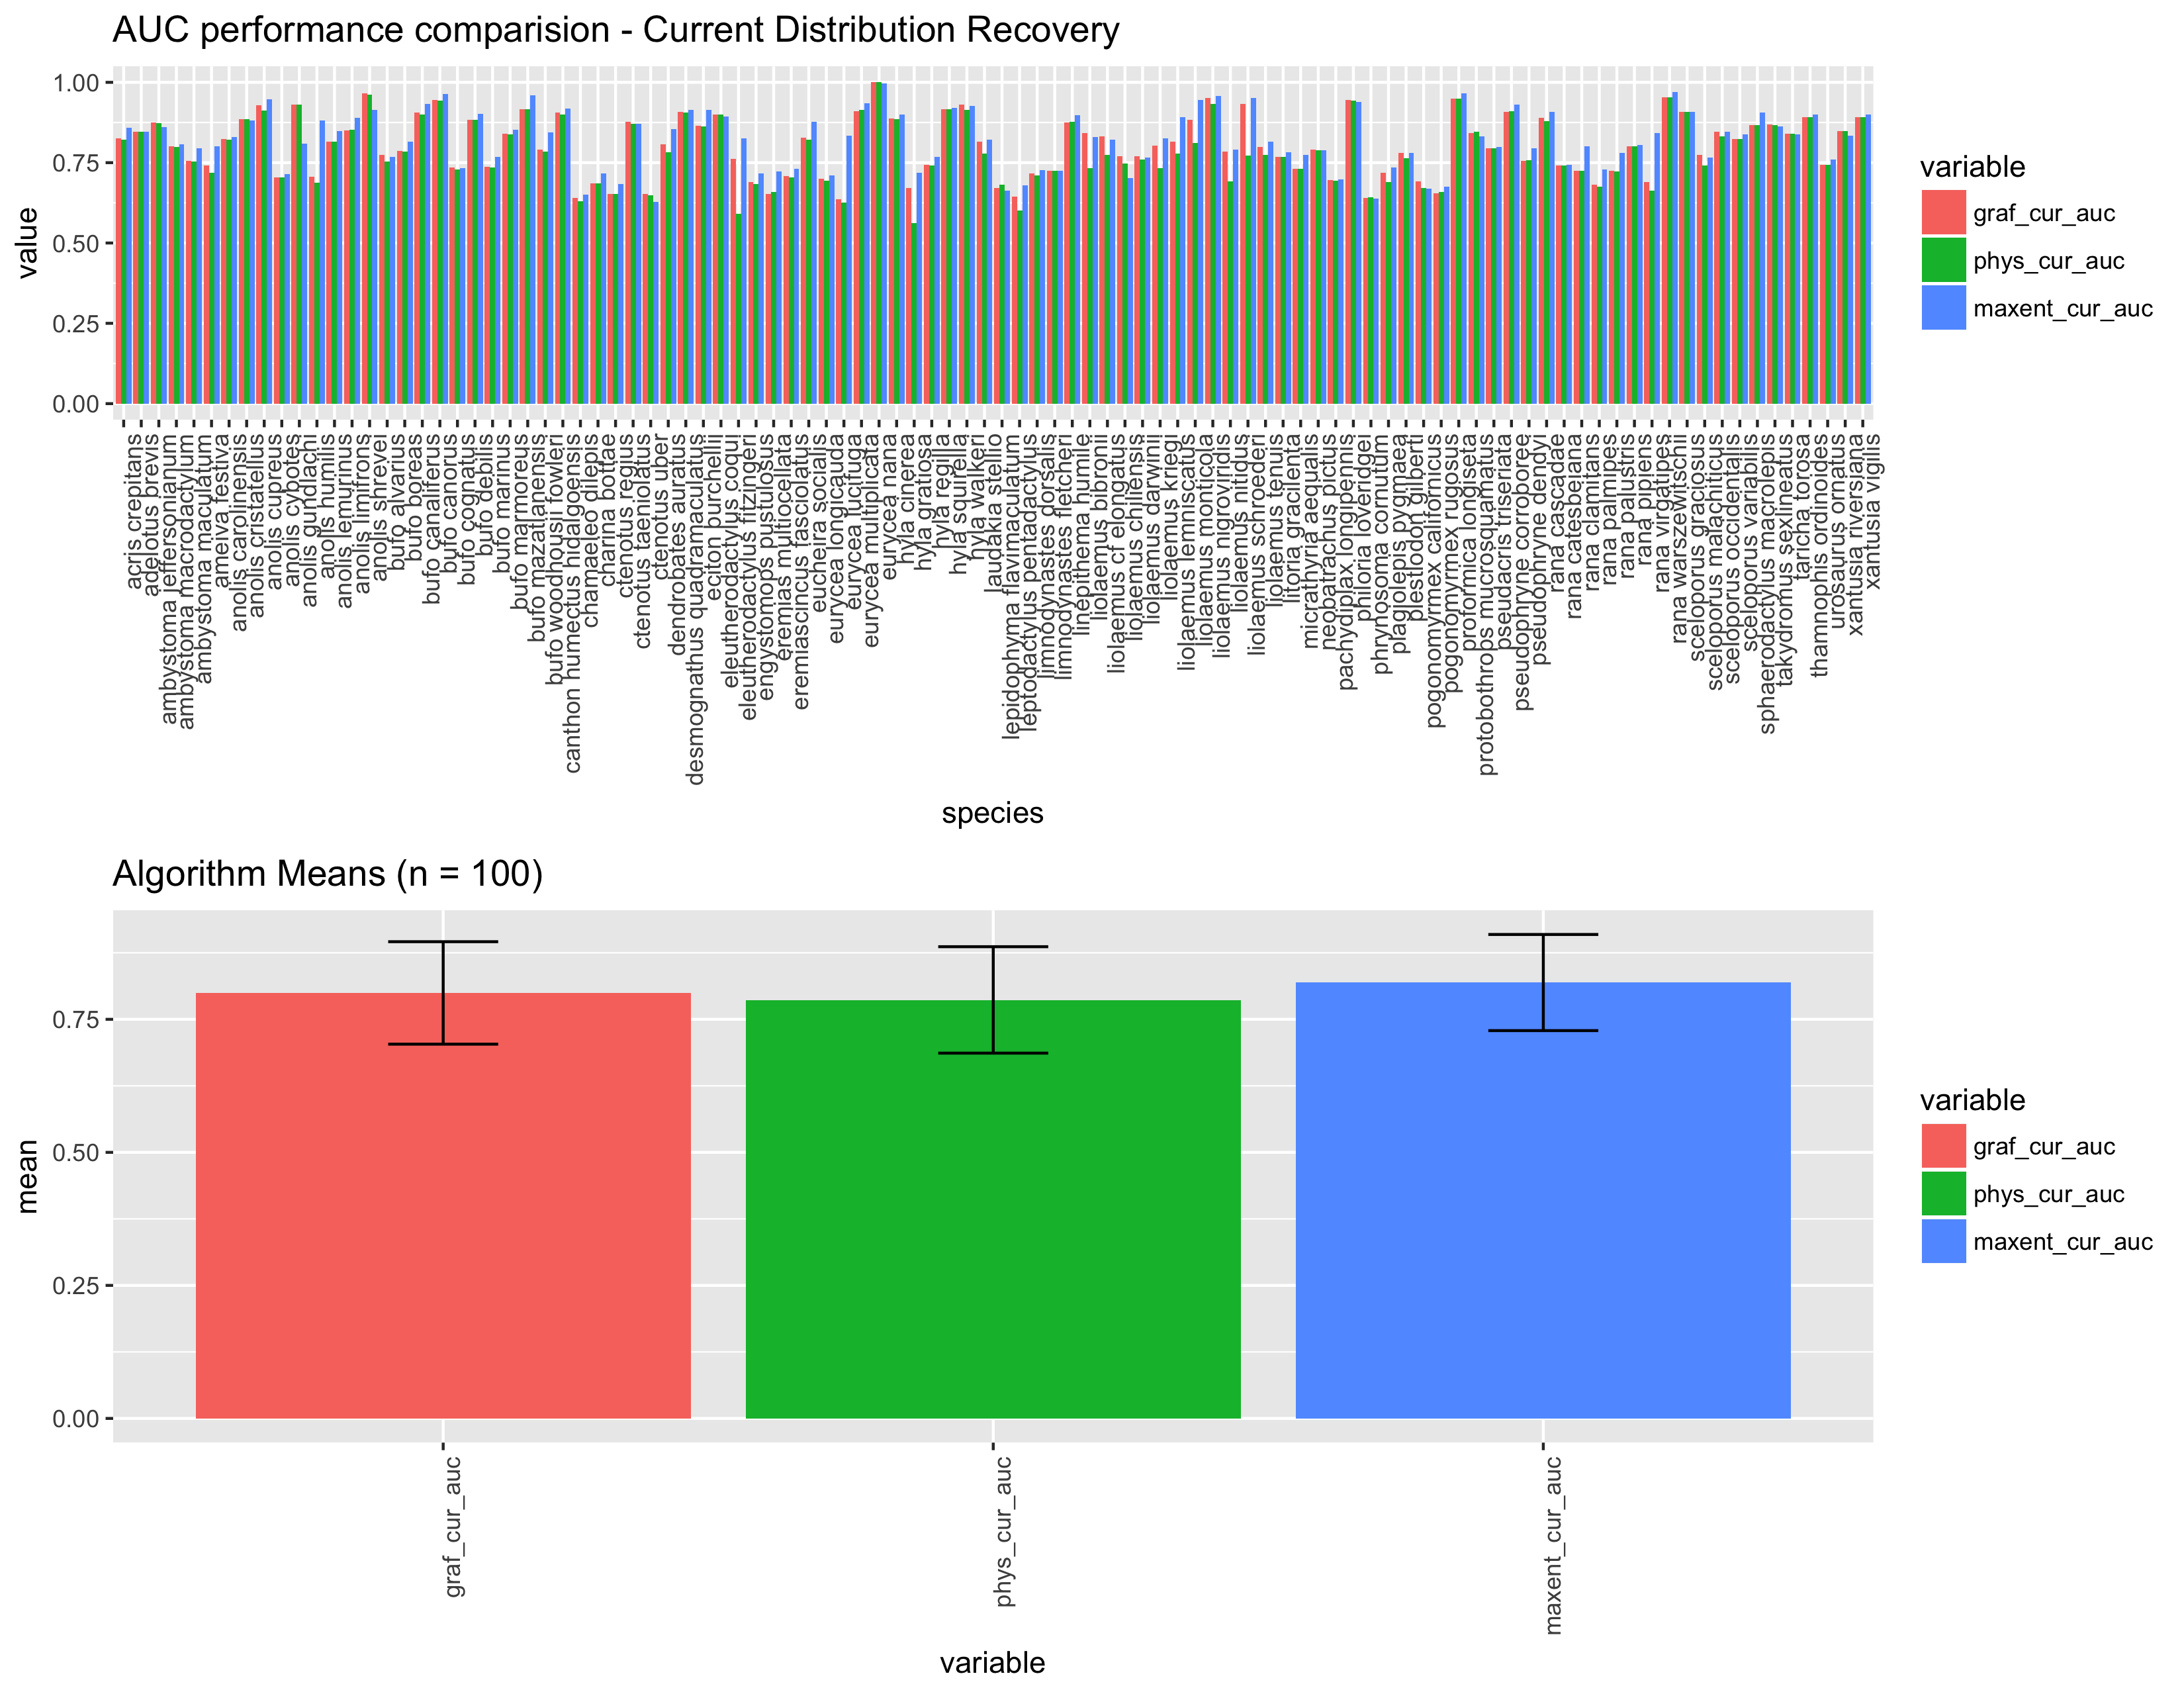 AUC performance comparision - Current Distribution Recovery
value
1.00
0.75
0.50
0.25
0.00
acris crepitans
adelotus brevis
ambystoma jeffersonianum
ambystoma macrodactylum
ambystoma maculatum
ameiva festiva
anolis carolinensis
anolis cristatellus
anolis cupreus
anolis cybotes
anolis gundlachi
anolis humilis
anolis lemurinus
anolis limifrons
anolis shrevei
bufo alvarius
bufo boreas
bufo canaliferus
bufo canorus
bufo cognatus
bufo debilis
bufo marinus
bufo marmoreus
bufo mazatlanensis
bufo woodhousii fowleri
canthon humectus hidalgoensis
chamaeleo dilepis
charina bottae
ctenotus regius
ctenotus taeniolatus
ctenotus uber
dendrobates auratus
desmognathus quadramaculatus
eciton burchellii
eleutherodactylus coqui
eleutherodactylus fitzingeri
engystomops pustulosus
eremias multiocellata
eremiascincus fasciolatus
eucheira socialis
eurycea longicauda
eurycea lucifuga
eurycea multiplicata
eurycea nana
hyla cinerea
hyla gratiosa
hyla regilla
hyla squirella
hyla walkeri
laudakia stellio
lepidophyma flavimaculatum
leptodactylus pentadactylus
limnodynastes dorsalis
limnodynastes fletcheri
linepithema humile
liolaemus bibronii
liolaemus cf elongatus
liolaemus chiliensis
liolaemus darwinii
liolaemus kriegi
liolaemus lemniscatus
liolaemus monticola
liolaemus nigroviridis
liolaemus nitidus
liolaemus schroederi
liolaemus tenuis
litoria gracilenta
micrathyria aequalis
neobatrachus pictus
pachydiplax longipennis
philoria loveridgei
phrynosoma cornutum
plagiolepis pygmaea
plestiodon gilberti
pogonomyrmex californicus
pogonomyrmex rugosus
proformica longiseta
protobothrops mucrosquamatus
pseudacris triseriata
pseudophryne corroboree
pseudophryne dendyi
rana cascadae
rana catesbeiana
rana clamitans
rana palmipes
rana palustris
rana pipiens
rana virgatipes
rana warszewitschii
sceloporus graciosus
sceloporus malachiticus
sceloporus occidentalis
sceloporus variabilis
sphaerodactylus macrolepis
takydromus sexlineatus
taricha torosa
thamnophis ordinoides
urosaurus ornatus
xantusia riversiana
xantusia vigilis
species
variable
graf_cur_auc
phys_cur_auc
maxent_cur_auc
Algorithm Means (n = 100)
mean
0.75
0.50
0.25
0.00
graf_cur_auc
phys_cur_auc
maxent_cur_auc
variable
variable
graf_cur_auc
phys_cur_auc
maxent_cur_auc